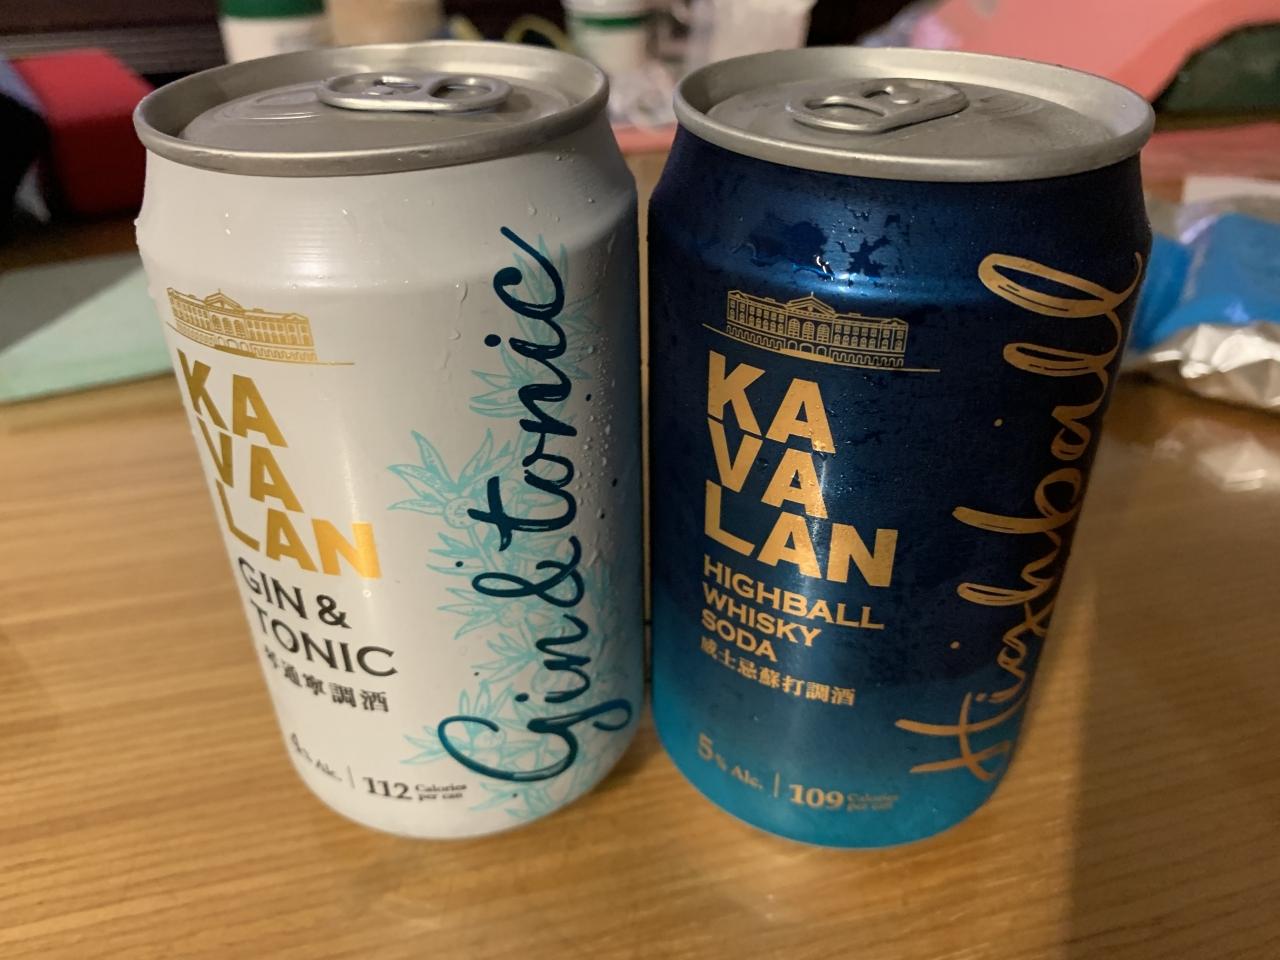 KA
VA
LAN
GIN &
TONIC
琴通寧調酒
% Alc. | 112 Calories per can
Gin & tonic
KA
VA
LAN
HIGHBALL
WHISKY
SODA
威士忌蘇打調酒
5% Alc. | 109 Calories per can
Highball